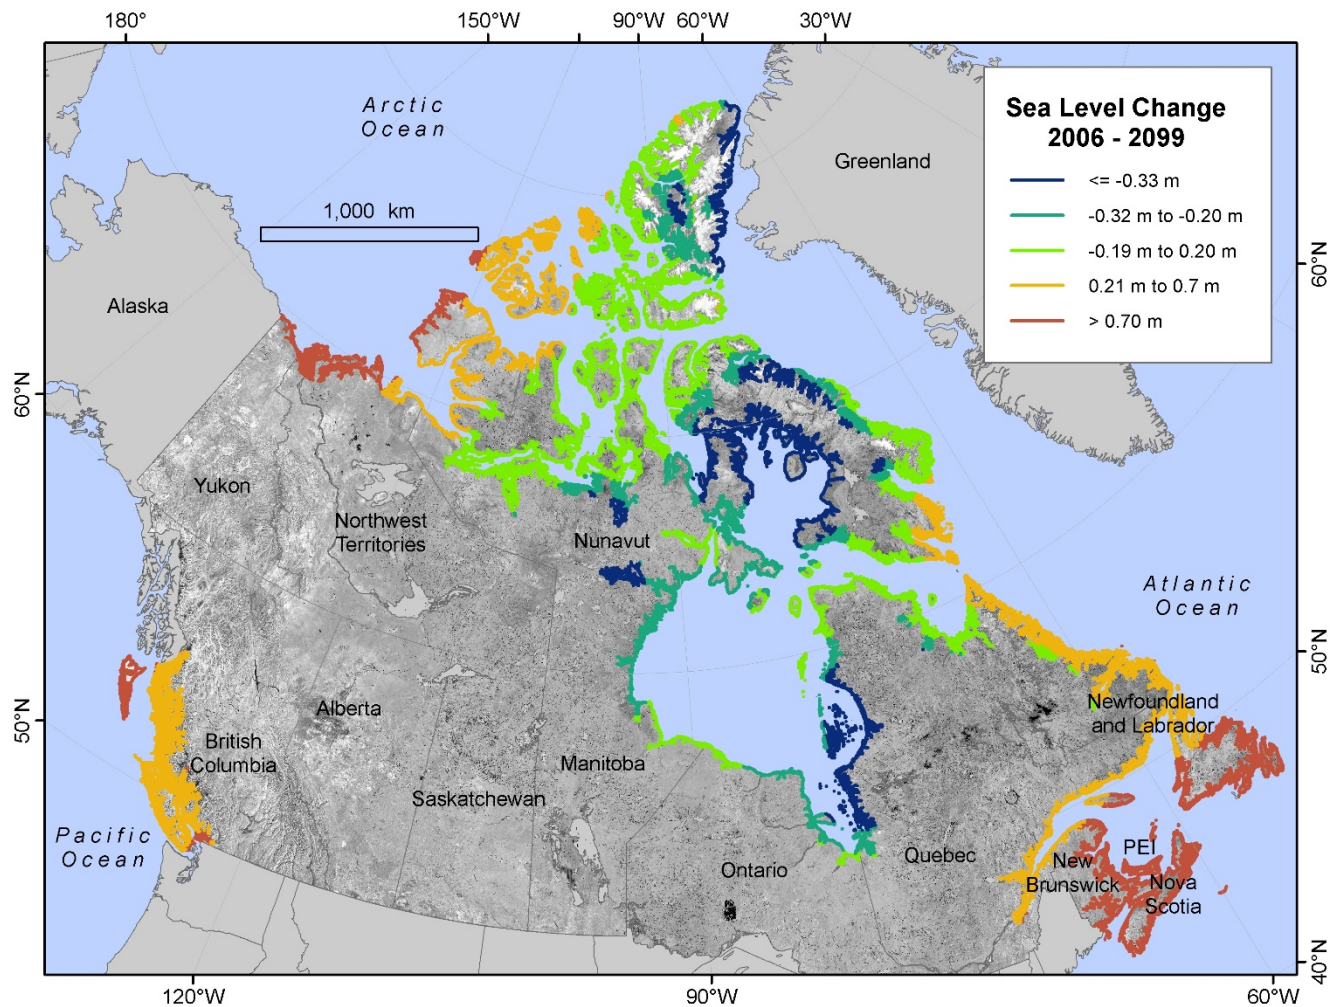 180°
150°W
90°W
60°W
30°W
Arctic
Ocean
Sea Level Change
2006 - 2099
<= -0.33 m
-0.32 m to -0.20 m
-0.19 m to 0.20 m
0.21 m to 0.7 m
> 0.70 m
Greenland
1,000 km
60°N
Alaska
60°N
Yukon
Northwest
Territories
Nunavut
Atlantic
Ocean
50°N
50°N
Alberta
British
Columbia
Newfoundland
and Labrador
Manitoba
Saskatchewan
Pacific
Ocean
Ontario
Quebec
PEI
New
Brunswick
Nova
Scotia
40°N
120°W
90°W
60°W